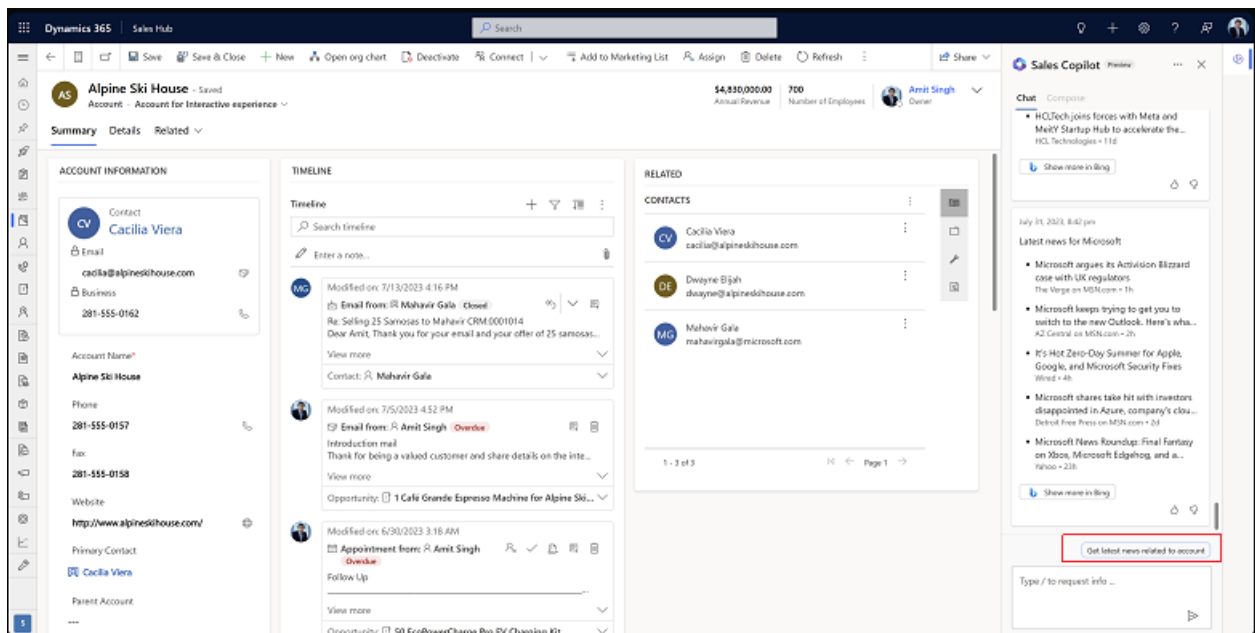 Dynamics 365 Sales Hub
Search
Save Save & Close New Open org chart Deactivate Connect Add to Marketing List Assign Delete Refresh Share
AS
Alpine Ski House - Saved
Account · Account for Interactive experience
$4,830,000.00
Annual Revenue
700
Number of Employees
Amit Singh
Owner
Summary Details Related
ACCOUNT INFORMATION
CV
Contact
Cacilia Viera
Email
cacilia@alpineskihouse.com
Business
281-555-0162
Account Name*
Alpine Ski House
Phone
281-555-0157
Fax
281-555-0158
Website
http://www.alpineskihouse.com/
Primary Contact
Cacilia Viera
Parent Account
---
S
TIMELINE
Timeline
Search timeline
Enter a note...
MG
Modified on: 7/13/2023 4:16 PM
Email from: Mahavir Gala Closed
Re: Selling 25 Samosas to Mahavir CRM:0001014
Dear Amit, Thank you for your email and your offer of 25 samosas...
View more
Contact: Mahavir Gala
Modified on: 7/5/2023 4:52 PM
Email from: Amit Singh Overdue
Introduction mail
Thank for being a valued customer and share details on the inte...
View more
Opportunity: 1 Café Grande Espresso Machine for Alpine Ski...
Modified on: 6/30/2023 3:18 AM
Appointment from: Amit Singh
Overdue
Follow Up
View more
Opportunity: 50 EcoPowerCharge Pro EV Charging Kit
RELATED
CONTACTS
CV
Cacilia Viera
cacilia@alpineskihouse.com
DE
Dwayne Elijah
dwayne@alpineskihouse.com
MG
Mahavir Gala
mahavirgala@microsoft.com
1 - 3 of 3
Page 1
Sales Copilot Preview
Chat Compose
• HCLTech joins forces with Meta and
MeitY Startup Hub to accelerate the...
HCL Technologies • 11d
Show more in Bing
July 31, 2023, 8:42 pm
Latest news for Microsoft
• Microsoft argues its Activision Blizzard
case with UK regulators
The Verge on MSN.com • 1h
• Microsoft keeps trying to get you to
switch to the new Outlook. Here's wha...
AZ Central on MSN.com • 2h
• It's Hot Zero-Day Summer for Apple,
Google, and Microsoft Security Fixes
Wired • 4h
• Microsoft shares take hit with investors
disappointed in Azure, company's clou...
Detroit Free Press on MSN.com • 2d
• Microsoft News Roundup: Final Fantasy
on Xbox, Microsoft Edgehog, and a...
Yahoo • 23h
Show more in Bing
Get latest news related to account
Type / to request info ...